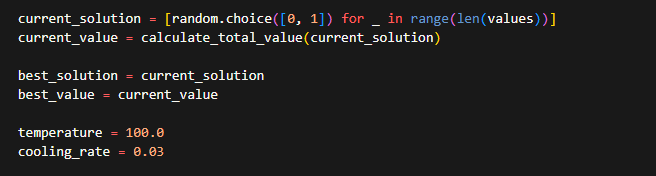 current_solution = [random.choice([0, 1]) for _ in range(len(values))]
current_value = calculate_total_value(current_solution)
best_solution = current_solution
best_value = current_value
temperature = 100.0
cooling_rate = 0.03